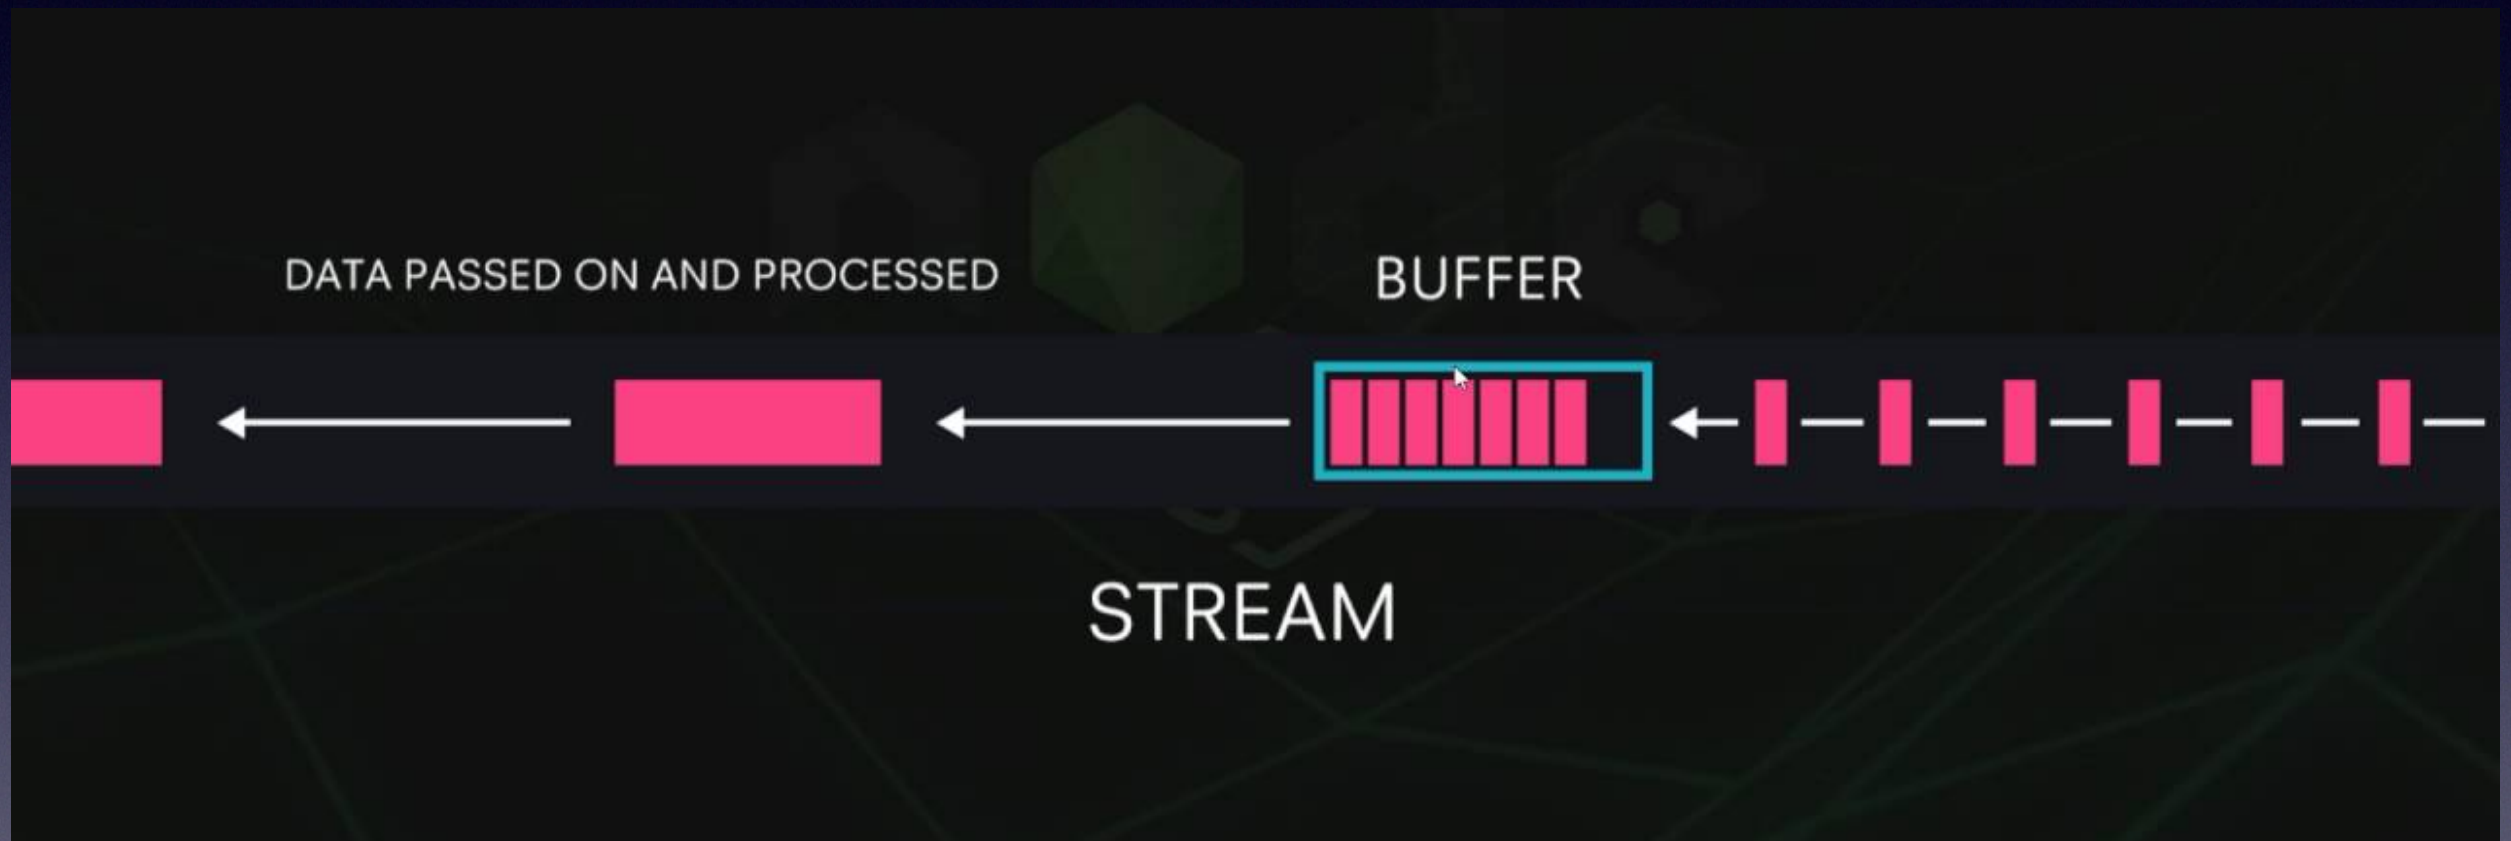 DATA PASSED ON AND PROCESSED
BUFFER
STREAM